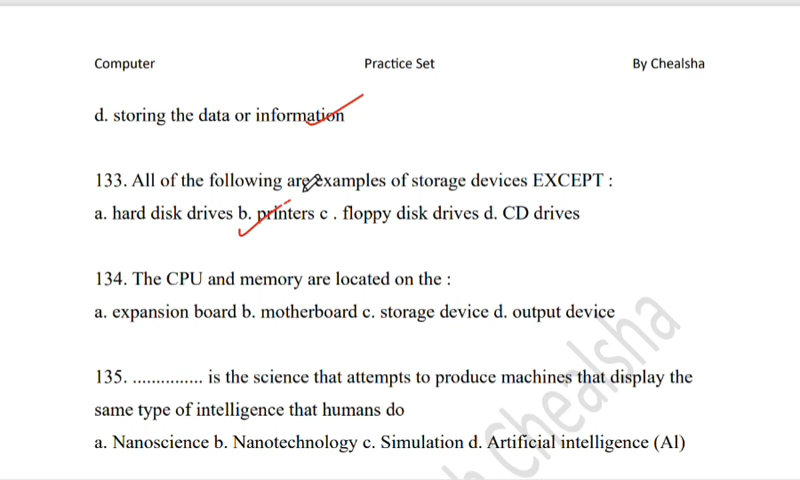 Computer Practice Set By Chealsha
d. storing the data or information
133. All of the following are examples of storage devices EXCEPT :
a. hard disk drives b. printers c . floppy disk drives d. CD drives
134. The CPU and memory are located on the :
a. expansion board b. motherboard c. storage device d. output device
135. ............... is the science that attempts to produce machines that display the
same type of intelligence that humans do
a. Nanoscience b. Nanotechnology c. Simulation d. Artificial intelligence (Al)
Chealsha